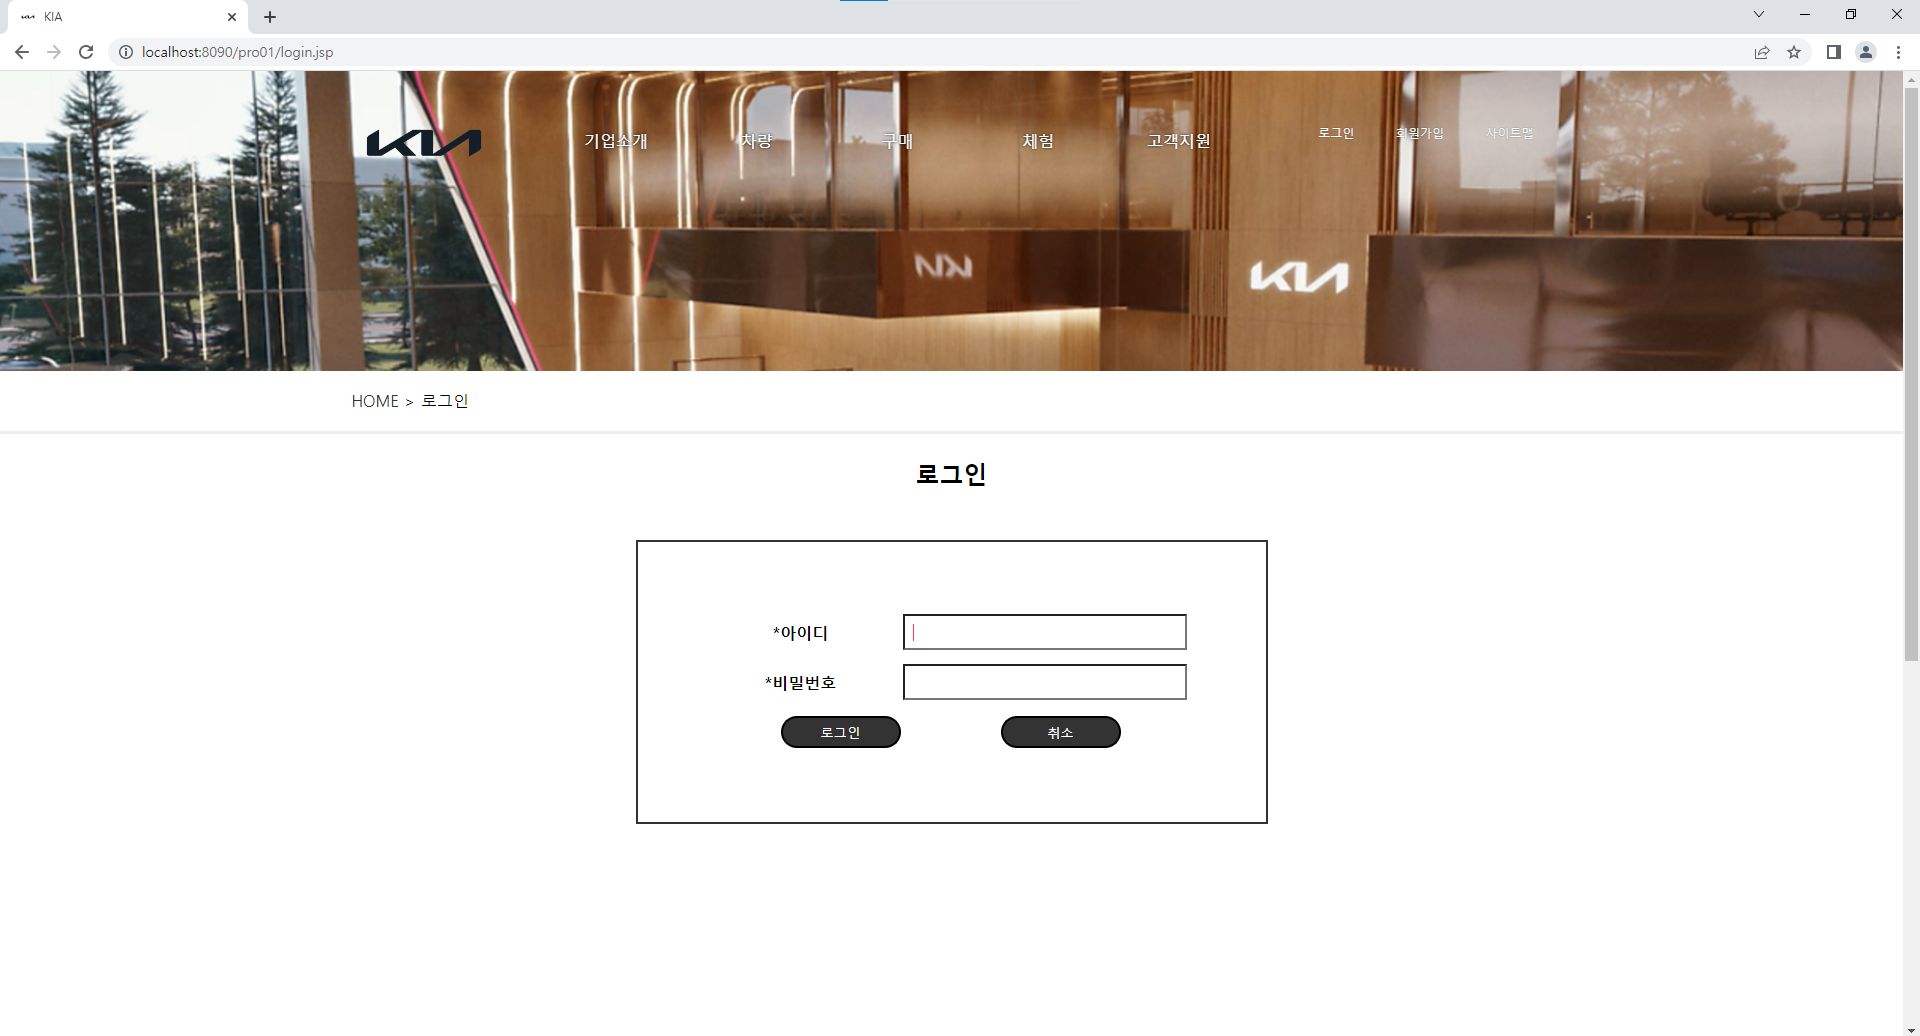 KIA
localhost:8090/pro01/login.jsp
KIA 기업소개 차량 구매 체험 고객지원 로그인 회원가입 사이트맵
KIA
HOME > 로그인
로그인
*아이디
*비밀번호
로그인 취소